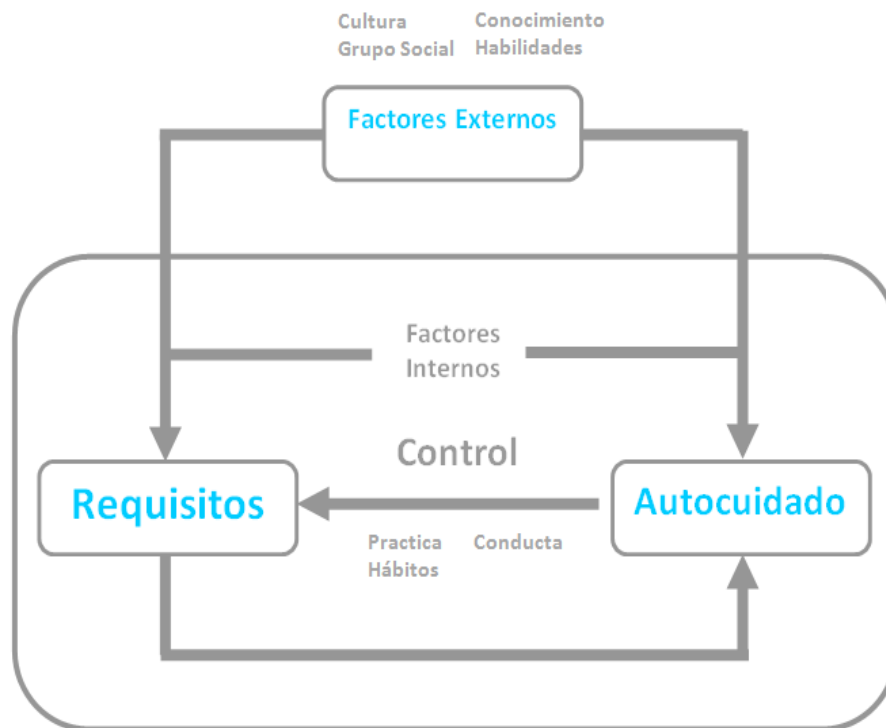 Cultura Conocimiento
Grupo Social Habilidades
Factores Externos
Factores
Internos
Control
Requisitos
Autocuidado
Practica Conducta
Hábitos